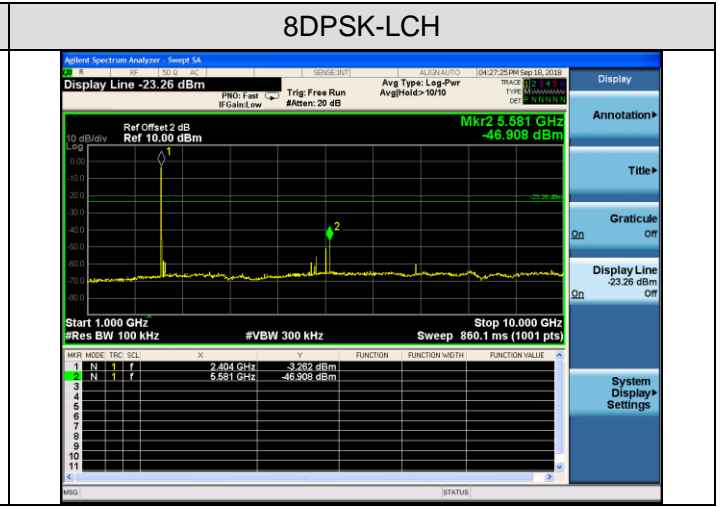 8DPSK-LCH
Agilent Spectrum Analyzer - Swept SA
R RF 50 Ω AC SENSE:INT ALIGN AUTO 04:27:25 PM Sep 18, 2018
Display Line -23.26 dBm
PNO: Fast
IFGain:Low
Trig: Free Run
#Atten: 20 dB
Avg Type: Log-Pwr
Avg|Hold:>10/10
TRACE 1 2 3 4 5 6
TYPE M
DET P N N N N N
Display
Mkr2 5.581 GHz
-46.908 dBm
Ref Offset 2 dB
10 dB/div Ref 10.00 dBm
Log
0.00
-10.0
-20.0
-30.0
-40.0
-50.0
-60.0
-70.0
-80.0
1
2
-23.26 dBm
Start 1.000 GHz Stop 10.000 GHz
#Res BW 100 kHz #VBW 300 kHz Sweep 860.1 ms (1001 pts)
MKR MODE TRC SCL X Y FUNCTION FUNCTION WIDTH FUNCTION VALUE
1 N 1 f 2.404 GHz -3.262 dBm
2 N 1 f 5.581 GHz -46.908 dBm
3
4
5
6
7
8
9
10
11
MSG STATUS
Annotation
Title
Graticule
On Off
Display Line
-23.26 dBm
On Off
System
Display
Settings